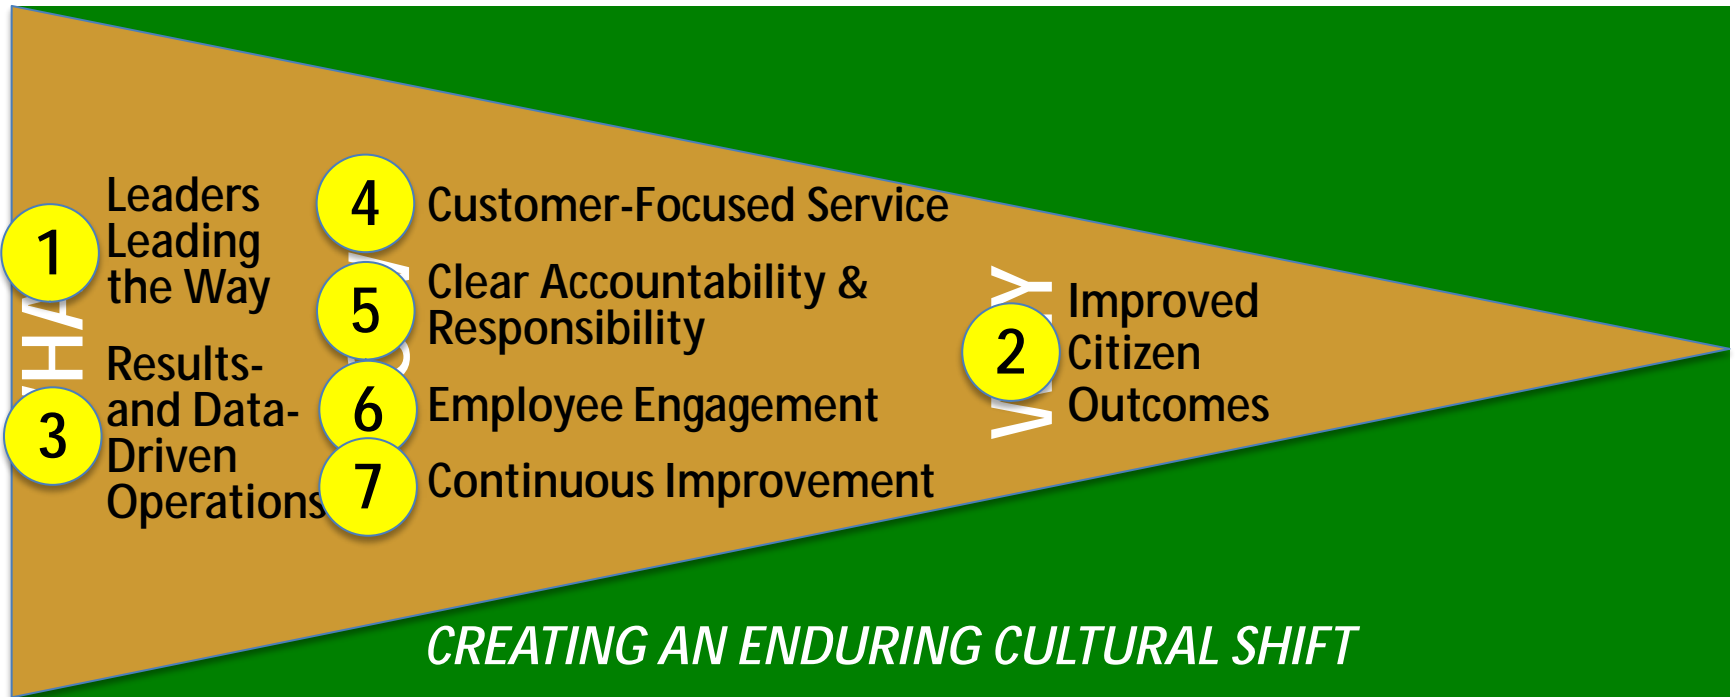 1
Leaders
Leading
the Way
3
Results-
and Data-
Driven
Operations
4
Customer-Focused Service
5
Clear Accountability &
Responsibility
6
Employee Engagement
7
Continuous Improvement
2
Improved
Citizen
Outcomes
CREATING AN ENDURING CULTURAL SHIFT